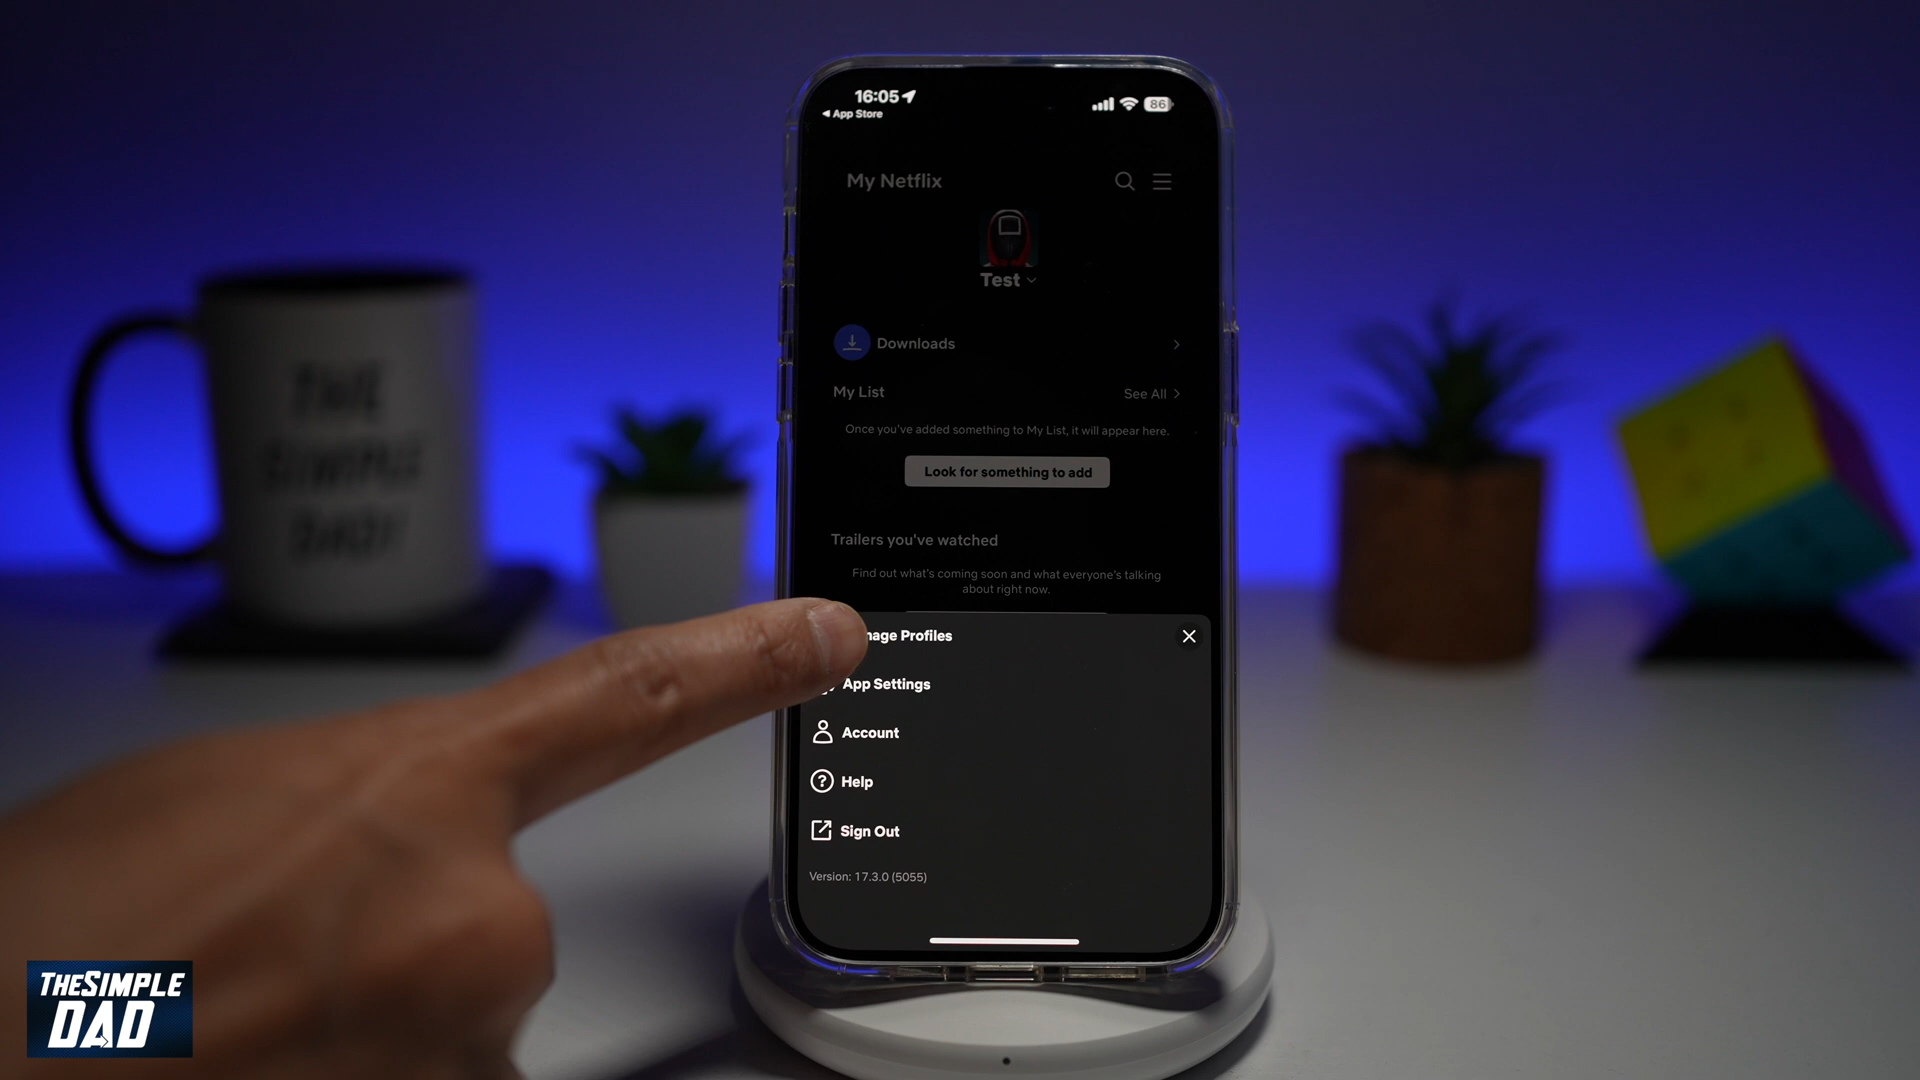 16:05
◀ App Store
86
My Netflix
Test
Downloads
My List
See All
Once you've added something to My List, it will appear here.
Look for something to add
Trailers you've watched
Find out what's coming soon and what everyone's talking
about right now.
nage Profiles
App Settings
Account
Help
Sign Out
Version: 17.3.0 (5055)
THE
SIMPLE
DAD!
THESIMPLE
DAD